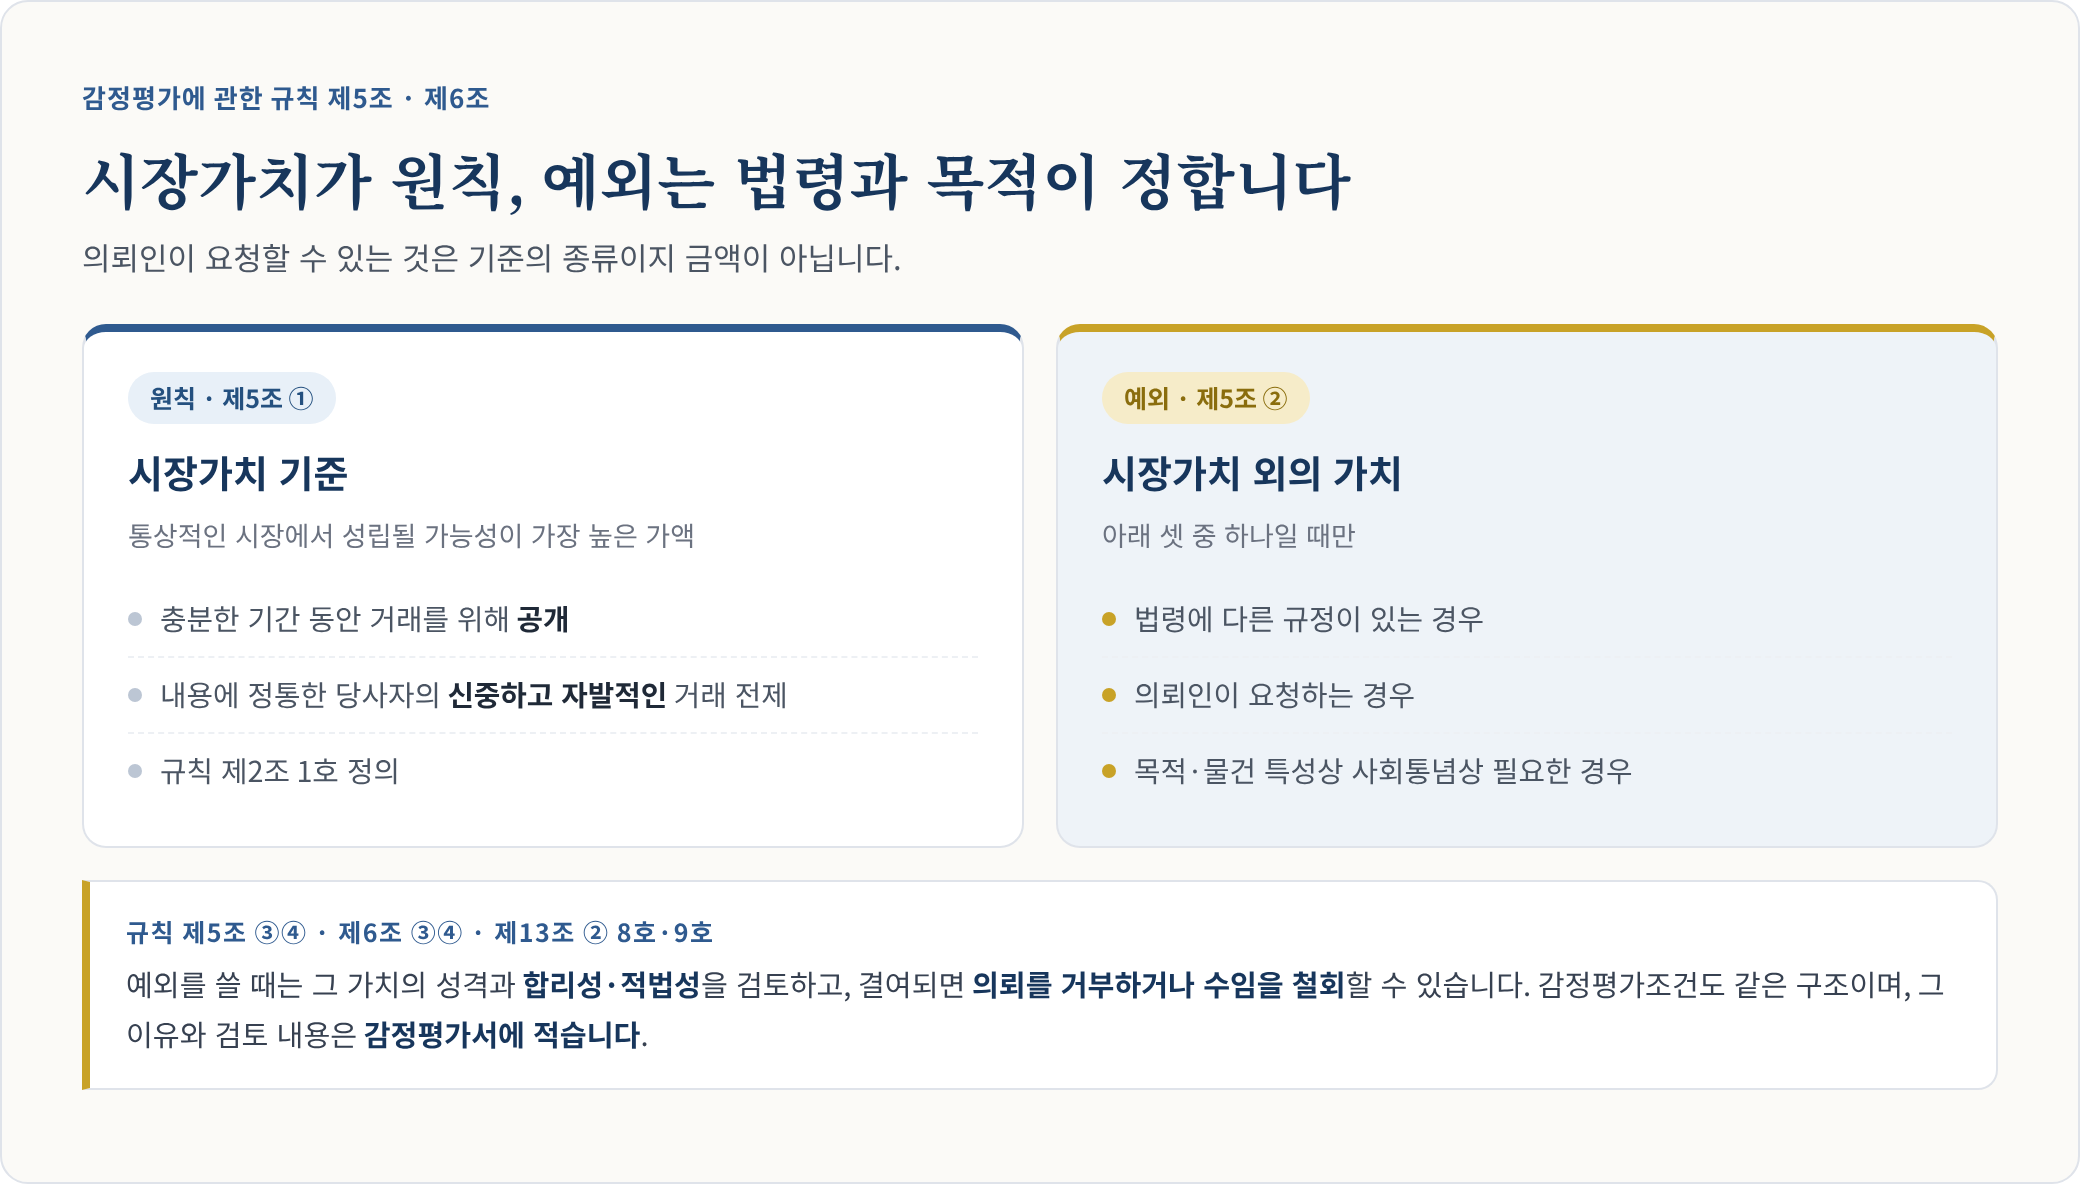 감정평가에 관한 규칙 제5조 · 제6조
시장가치가 원칙, 예외는 법령과 목적이 정합니다
의뢰인이 요청할 수 있는 것은 기준의 종류이지 금액이 아닙니다.
원칙 · 제5조 ①
시장가치 기준
통상적인 시장에서 성립될 가능성이 가장 높은 가액
충분한 기간 동안 거래를 위해 공개
내용에 정통한 당사자의 신중하고 자발적인 거래 전제
규칙 제2조 1호 정의
예외 · 제5조 ②
시장가치 외의 가치
아래 셋 중 하나일 때만
법령에 다른 규정이 있는 경우
의뢰인이 요청하는 경우
목적·물건 특성상 사회통념상 필요한 경우
규칙 제5조 ③④ · 제6조 ③④ · 제13조 ② 8호·9호
예외를 쓸 때는 그 가치의 성격과 합리성·적법성을 검토하고, 결여되면 의뢰를 거부하거나 수임을 철회할 수 있습니다. 감정평가조건도 같은 구조이며, 그
이유와 검토 내용은 감정평가서에 적습니다.